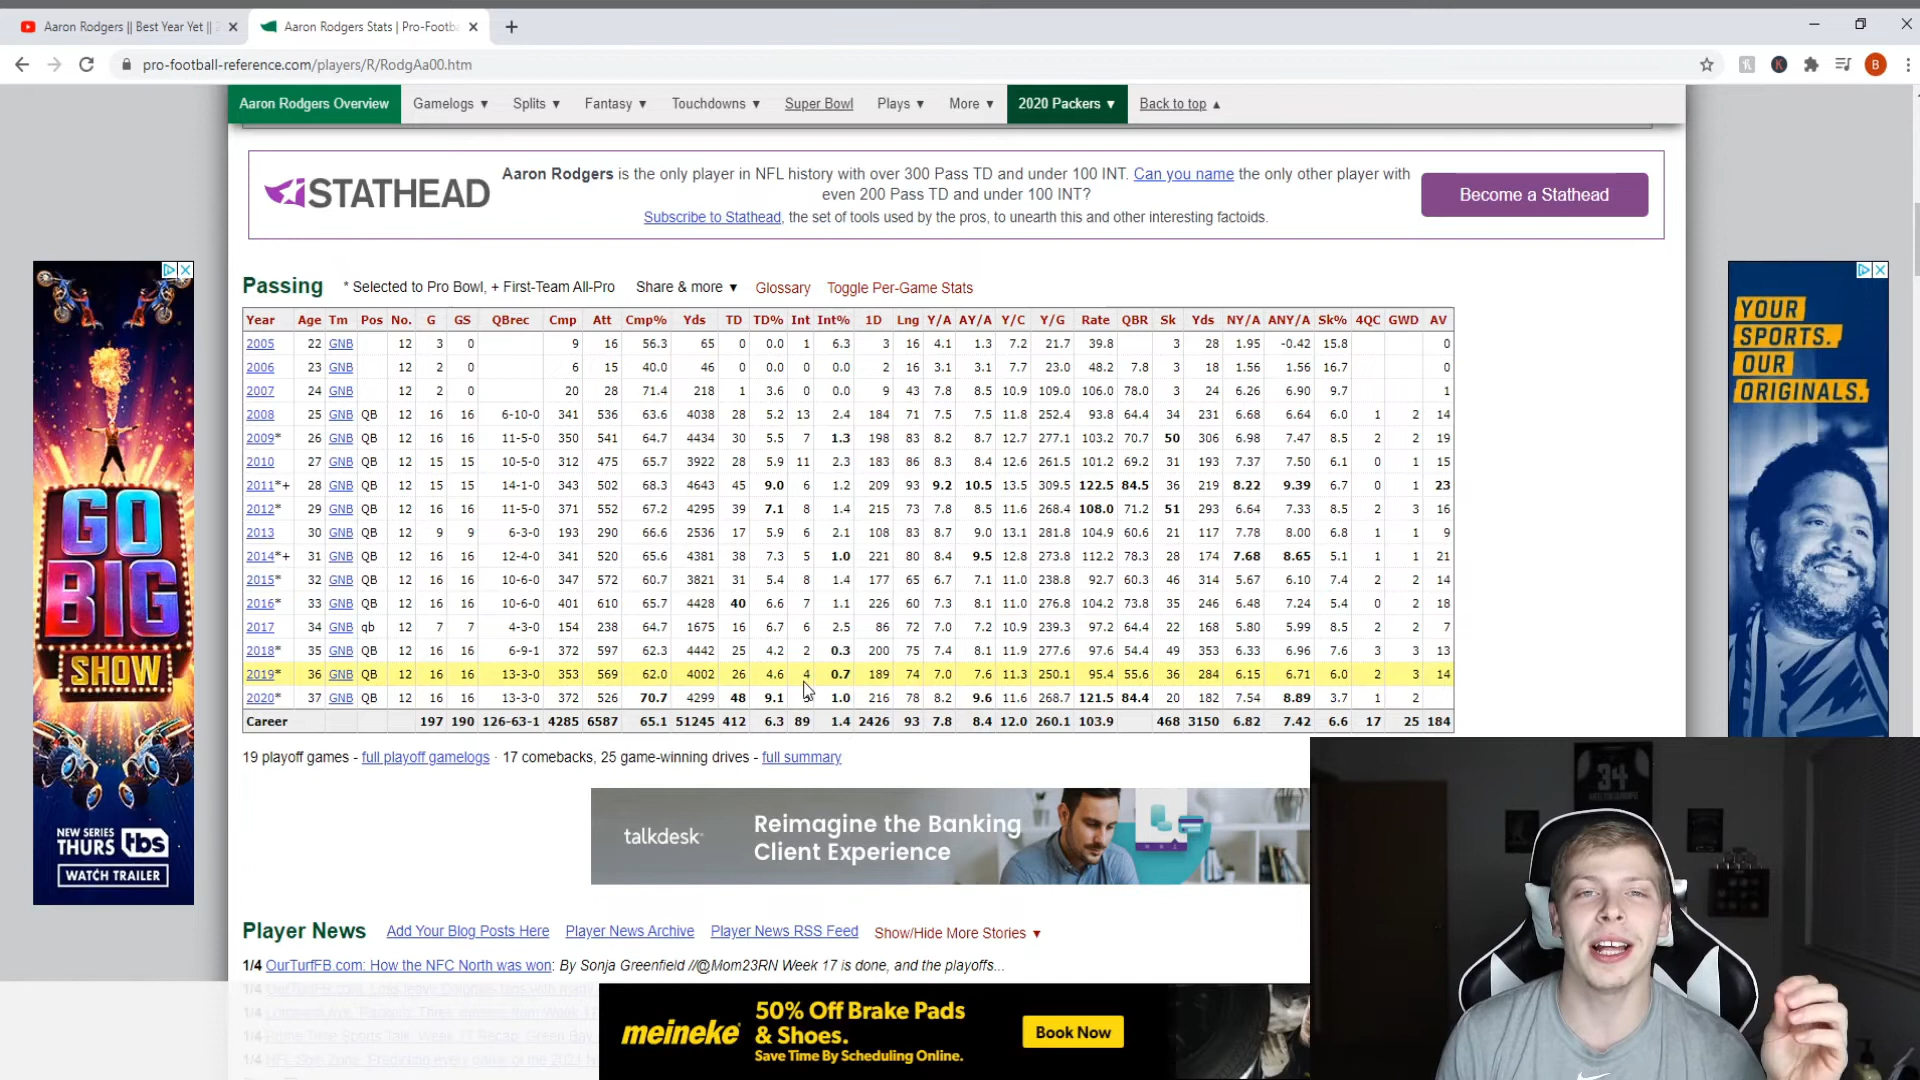 Aaron Rodgers || Best Year Yet || 2
Aaron Rodgers Stats | Pro-Footba
pro-football-reference.com/players/R/RodgAa00.htm
B
Aaron Rodgers Overview Gamelogs ▼ Splits ▼ Fantasy ▼ Touchdowns ▼ Super Bowl Plays ▼ More ▼ 2020 Packers ▼ Back to top ▲
STATHEAD
Aaron Rodgers is the only player in NFL history with over 300 Pass TD and under 100 INT. Can you name the only other player with
even 200 Pass TD and under 100 INT?
Subscribe to Stathead, the set of tools used by the pros, to unearth this and other interesting factoids.
Become a Stathead
Passing * Selected to Pro Bowl, + First-Team All-Pro Share & more ▼ Glossary Toggle Per-Game Stats
Year Age Tm Pos No. G GS QBrec Cmp Att Cmp% Yds TD TD% Int Int% 1D Lng Y/A AY/A Y/C Y/G Rate QBR Sk Yds NY/A ANY/A Sk% 4QC GWD AV
2005 22 GNB 12 3 0 9 16 56.3 65 0 0.0 1 6.3 3 16 4.1 1.3 7.2 21.7 39.8 3 28 1.95 -0.42 15.8 0
2006 23 GNB 12 2 0 6 15 40.0 46 0 0.0 0 0.0 2 16 3.1 3.1 7.7 23.0 48.2 7.8 3 18 1.56 1.56 16.7 0
2007 24 GNB 12 2 0 20 28 71.4 218 1 3.6 0 0.0 9 43 7.8 8.5 10.9 109.0 106.0 78.0 3 24 6.26 6.90 9.7 1
2008 25 GNB QB 12 16 16 6-10-0 341 536 63.6 4038 28 5.2 13 2.4 184 71 7.5 7.5 11.8 252.4 93.8 64.4 34 231 6.68 6.64 6.0 1 2 14
2009* 26 GNB QB 12 16 16 11-5-0 350 541 64.7 4434 30 5.5 7 1.3 198 83 8.2 8.7 12.7 277.1 103.2 70.7 50 306 6.98 7.47 8.5 2 2 19
2010 27 GNB QB 12 15 15 10-5-0 312 475 65.7 3922 28 5.9 11 2.3 183 86 8.3 8.4 12.6 261.5 101.2 69.2 31 193 7.37 7.50 6.1 0 1 15
2011*+ 28 GNB QB 12 15 15 14-1-0 343 502 68.3 4643 45 9.0 6 1.2 209 93 9.2 10.5 13.5 309.5 122.5 84.5 36 219 8.22 9.39 6.7 0 1 23
2012* 29 GNB QB 12 16 16 11-5-0 371 552 67.2 4295 39 7.1 8 1.4 215 73 7.8 8.5 11.6 268.4 108.0 71.2 51 293 6.64 7.33 8.5 2 3 16
2013 30 GNB QB 12 9 9 6-3-0 193 290 66.6 2536 17 5.9 6 2.1 108 83 8.7 9.0 13.1 281.8 104.9 60.6 21 117 7.78 8.00 6.8 1 1 9
2014*+ 31 GNB QB 12 16 16 12-4-0 341 520 65.6 4381 38 7.3 5 1.0 221 80 8.4 9.5 12.8 273.8 112.2 78.3 28 174 7.68 8.65 5.1 1 1 21
2015* 32 GNB QB 12 16 16 10-6-0 347 572 60.7 3821 31 5.4 8 1.4 177 65 6.7 7.1 11.0 238.8 92.7 60.3 46 314 5.67 6.10 7.4 2 2 14
2016* 33 GNB QB 12 16 16 10-6-0 401 610 65.7 4428 40 6.6 7 1.1 226 60 7.3 8.1 11.0 276.8 104.2 73.8 35 246 6.48 7.24 5.4 0 2 18
2017 34 GNB qb 12 7 7 4-3-0 154 238 64.7 1675 16 6.7 6 2.5 86 72 7.0 7.2 10.9 239.3 97.2 64.4 22 168 5.80 5.99 8.5 2 2 7
2018* 35 GNB QB 12 16 16 6-9-1 372 597 62.3 4442 25 4.2 2 0.3 200 75 7.4 8.1 11.9 277.6 97.6 54.4 49 353 6.33 6.96 7.6 3 3 13
2019* 36 GNB QB 12 16 16 13-3-0 353 569 62.0 4002 26 4.6 4 0.7 189 74 7.0 7.6 11.3 250.1 95.4 55.6 36 284 6.15 6.71 6.0 2 3 14
2020* 37 GNB QB 12 16 16 13-3-0 372 526 70.7 4299 48 9.1 1.0 216 78 8.2 9.6 11.6 268.7 121.5 84.4 20 182 7.54 8.89 3.7 1 2
Career 197 190 126-63-1 4285 6587 65.1 51245 412 6.3 89 1.4 2426 93 7.8 8.4 12.0 260.1 103.9 468 3150 6.82 7.42 6.6 17 25 184
19 playoff games - full playoff gamelogs · 17 comebacks, 25 game-winning drives - full summary
GO
BIG
SHOW
NEW SERIES
THURS tbs
WATCH TRAILER
YOUR
SPORTS.
OUR
ORIGINALS.
talkdesk
Reimagine the Banking
Client Experience
34
Player News Add Your Blog Posts Here Player News Archive Player News RSS Feed Show/Hide More Stories ▼
1/4 OurTurfFB.com: How the NFC North was won: By Sonja Greenfield //@Mom23RN Week 17 is done, and the playoffs...
1/4
1/4
1/4
1/4
meineke
50% Off Brake Pads
& Shoes.
Save Time By Scheduling Online.
Book Now